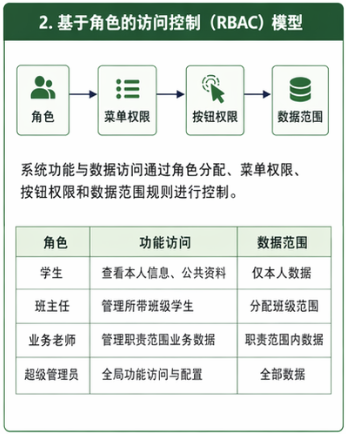 2. 基于角色的访问控制（RBAC）模型
角色 菜单权限 按钮权限 数据范围
系统功能与数据访问通过角色分配、菜单权限、
按钮权限和数据范围规则进行控制。
角色 功能访问 数据范围
学生 查看本人信息、公共资料 仅本人数据
班主任 管理所带班级学生 分配班级范围
业务老师 管理职责范围业务数据 职责范围内数据
超级管理员 全局功能访问与配置 全部数据